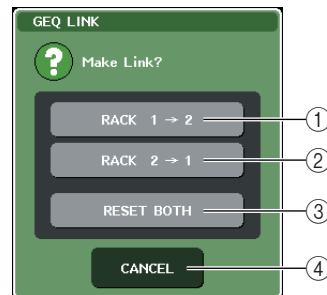 GEQ LINK
? Make Link?
RACK 1 → 2 ①
RACK 2 → 1 ②
RESET BOTH ③
CANCEL ④